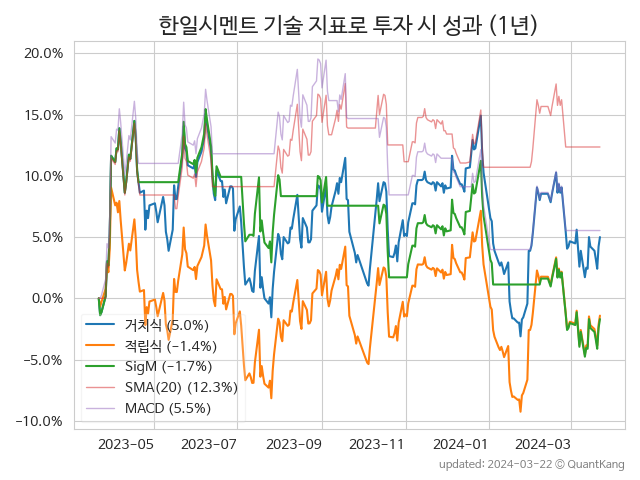 한일시멘트 기술 지표로 투자 시 성과 (1년)
20.0%
15.0%
10.0%
5.0%
0.0%
−5.0%
−10.0%
거치식 (5.0%)
적립식 (−1.4%)
SigM (−1.7%)
SMA(20) (12.3%)
MACD (5.5%)
2023-05 2023-07 2023-09 2023-11 2024-01 2024-03
updated: 2024-03-22 © QuantKang